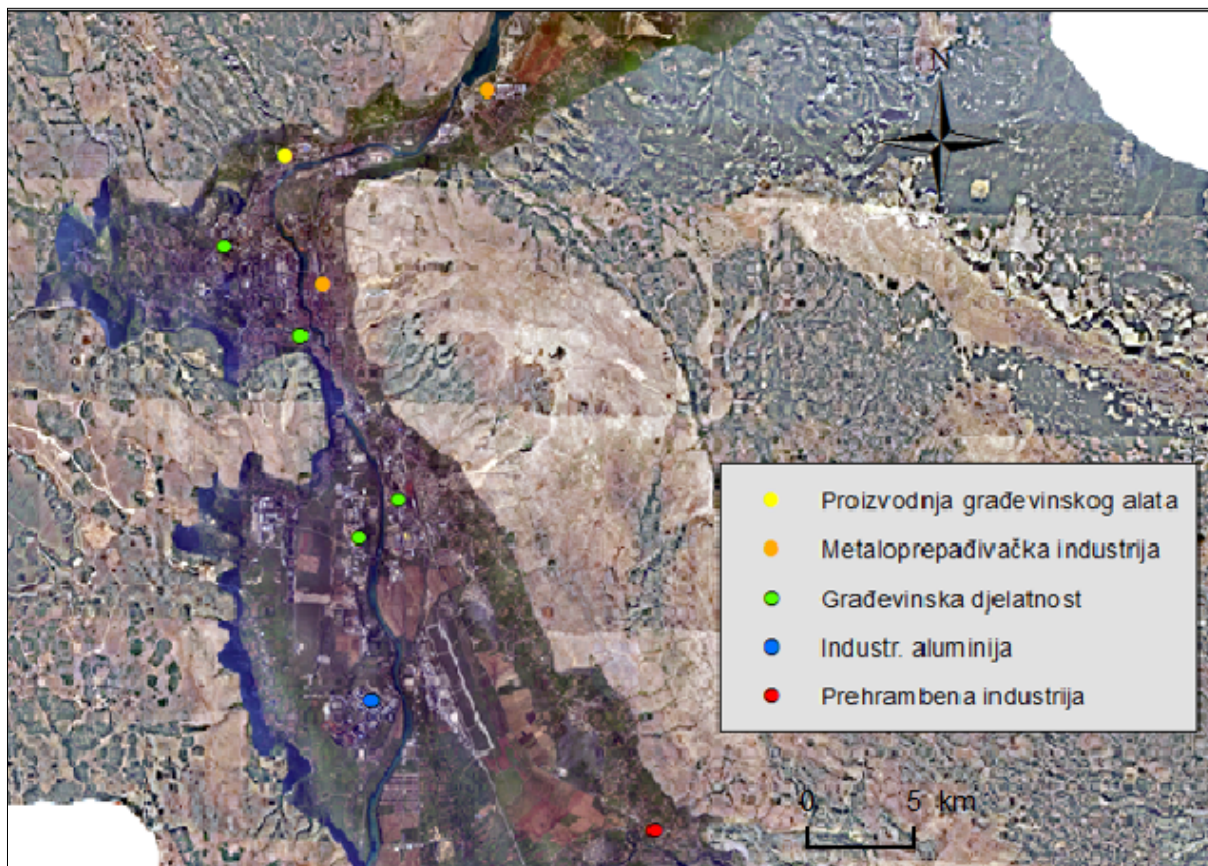 N
Proizvodnja građevinskog alata
Metaloprepađivačka industrija
Građevinska djelatnost
Industr. aluminija
Prehrambena industrija
0 5 km